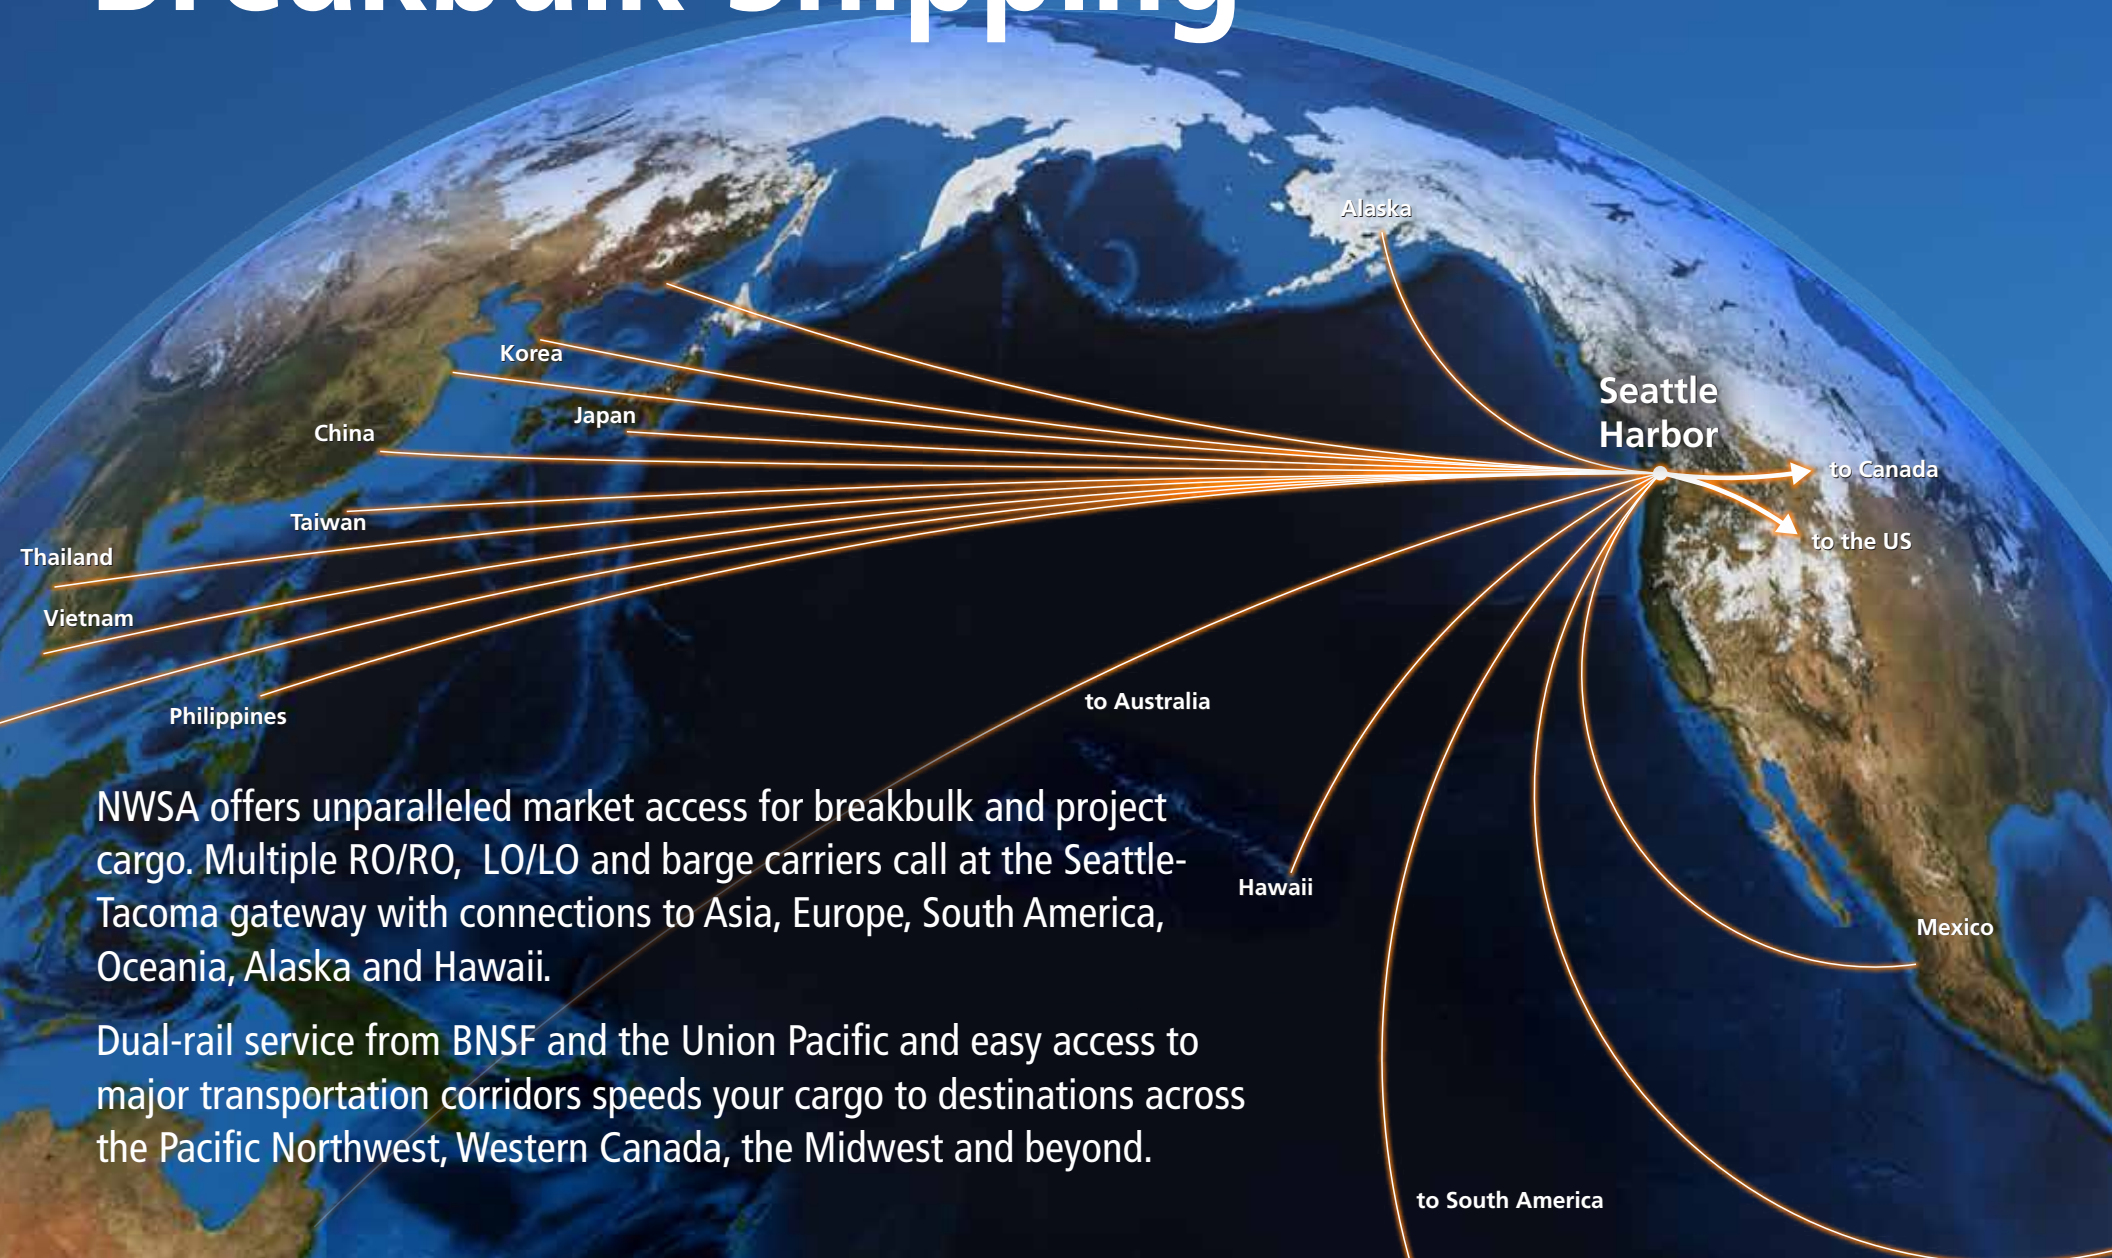 Breakbulk Shipping
Alaska
Korea
Seattle
Harbor
Japan
China
to Canada
Taiwan
to the US
Thailand
Vietnam
to Australia
Philippines
NWSA offers unparalleled market access for breakbulk and project
cargo. Multiple RO/RO, LO/LO and barge carriers call at the Seattle-
Tacoma gateway with connections to Asia, Europe, South America,
Oceania, Alaska and Hawaii.
Hawaii
Mexico
Dual-rail service from BNSF and the Union Pacific and easy access to
major transportation corridors speeds your cargo to destinations across
the Pacific Northwest, Western Canada, the Midwest and beyond.
to South America